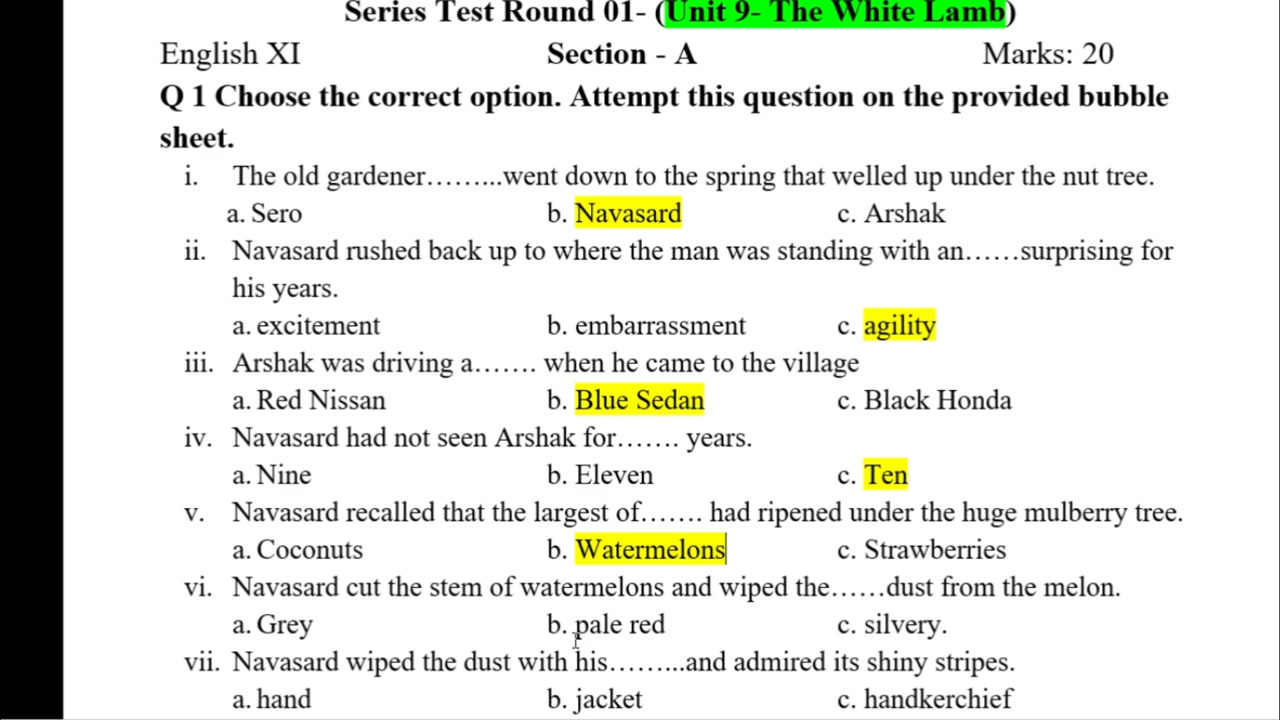 Series Test Round 01- (Unit 9- The White Lamb)
English XI Section - A Marks: 20
Q 1 Choose the correct option. Attempt this question on the provided bubble
sheet.
i. The old gardener……...went down to the spring that welled up under the nut tree.
a. Sero b. Navasard c. Arshak
ii. Navasard rushed back up to where the man was standing with an……surprising for
his years.
a. excitement b. embarrassment c. agility
iii. Arshak was driving a……. when he came to the village
a. Red Nissan b. Blue Sedan c. Black Honda
iv. Navasard had not seen Arshak for……. years.
a. Nine b. Eleven c. Ten
v. Navasard recalled that the largest of……. had ripened under the huge mulberry tree.
a. Coconuts b. Watermelons c. Strawberries
vi. Navasard cut the stem of watermelons and wiped the……dust from the melon.
a. Grey b. pale red c. silvery.
vii. Navasard wiped the dust with his……...and admired its shiny stripes.
a. hand b. jacket c. handkerchief